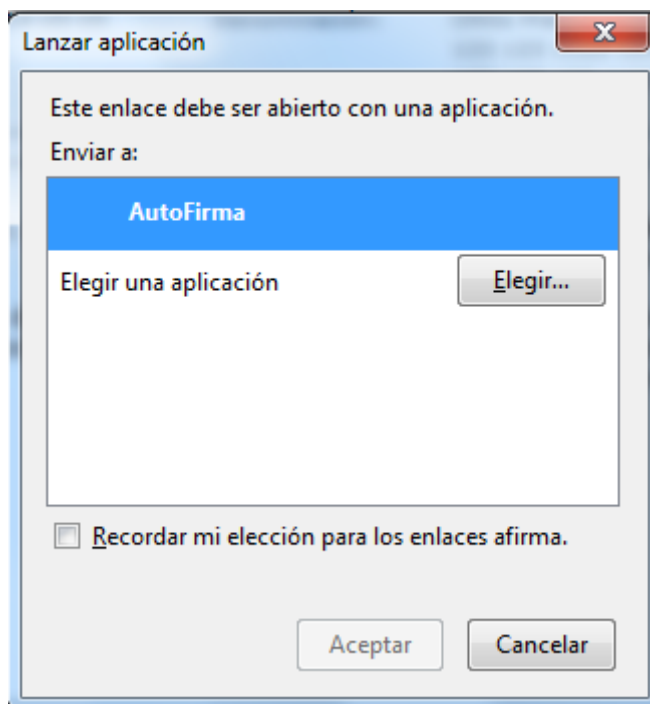 Lanzar aplicación
Este enlace debe ser abierto con una aplicación.
Enviar a:
AutoFirma
Elegir una aplicación
Elegir...
Recordar mi elección para los enlaces afirma.
Aceptar
Cancelar